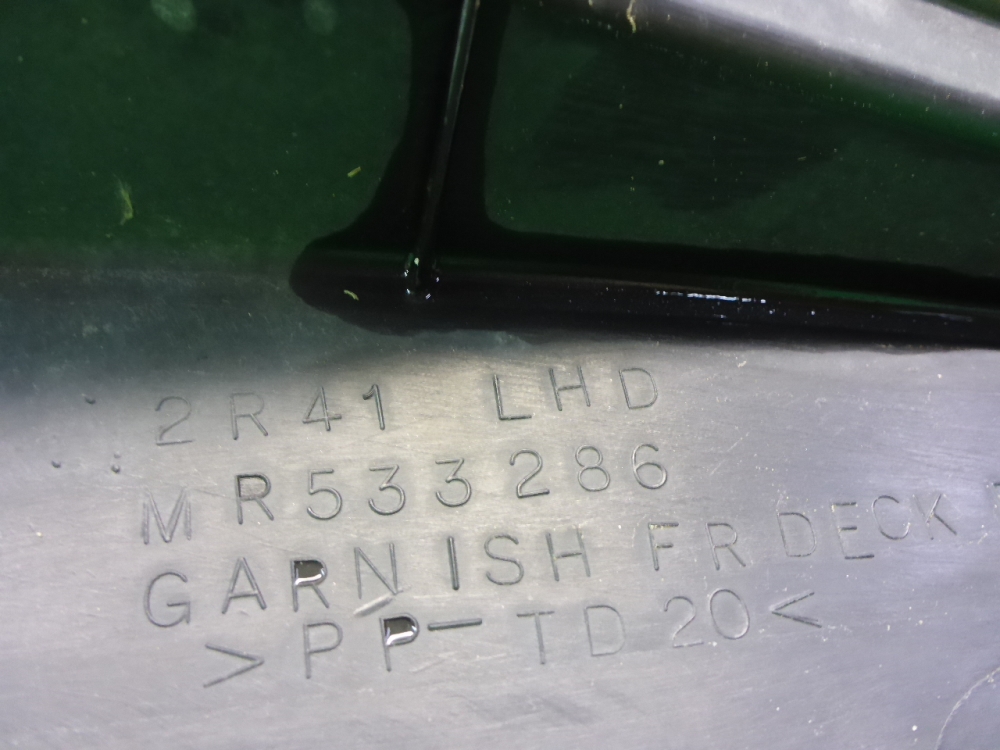 2R41 LHD
MR533286
GARNISH FR DECK
>PP-TD20<